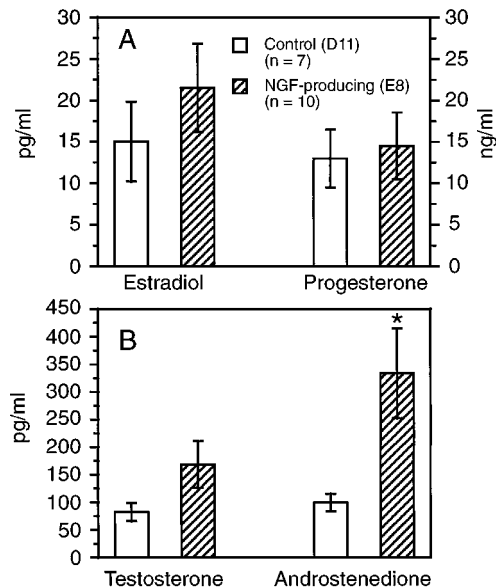 30
25
20
15
10
5
0
pg/ml
A
Control (D11)
(n = 7)
NGF-producing (E8)
(n = 10)
30
25
20
15
10
5
0
ng/ml
Estradiol Progesterone
450
400
350
300
250
200
150
100
50
0
pg/ml
B
*
Testosterone Androstenedione